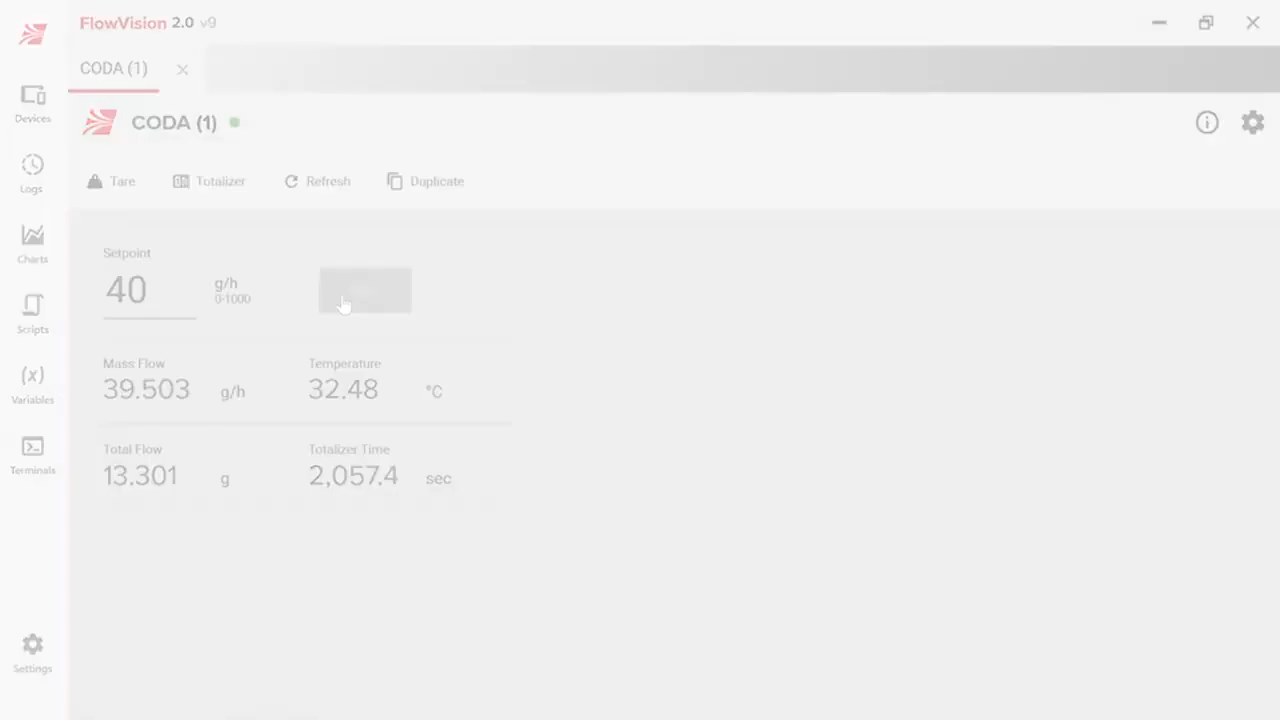 FlowVision 2.0 v9
CODA (1)
Devices
CODA (1)
Logs
Tare
Totalizer
Refresh
Duplicate
Charts
Setpoint
40
g/h
0-1000
Scripts
Mass Flow
Temperature
39.503 g/h
32.48 °C
Variables
Total Flow
Totalizer Time
13.301 g
2,057.4 sec
Terminals
Settings